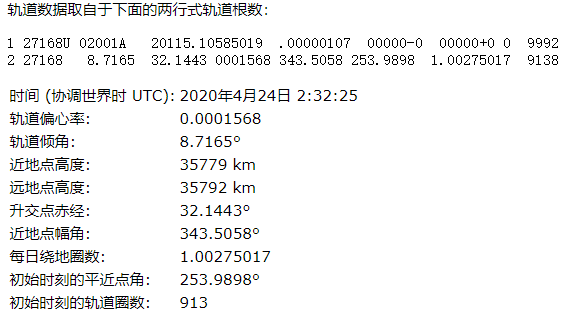 轨道数据取自于下面的两行式轨道根数:
1 27168U 02001A   20115.10585019  .00000107  00000-0  00000+0 0  9992
2 27168   8.7165  32.1443 0001568 343.5058 253.9898  1.00275017  9138
时间 (协调世界时 UTC): 2020年4月24日 2:32:25
轨道偏心率: 0.0001568
轨道倾角: 8.7165°
近地点高度: 35779 km
远地点高度: 35792 km
升交点赤经: 32.1443°
近地点幅角: 343.5058°
每日绕地圈数: 1.00275017
初始时刻的平近点角: 253.9898°
初始时刻的轨道圈数: 913